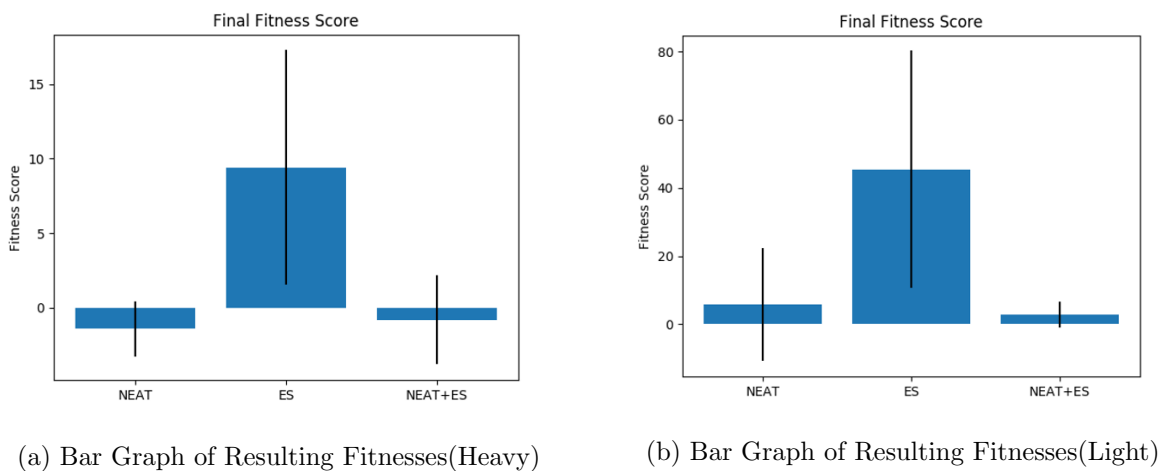 Final Fitness Score
Fitness Score
15
10
5
0
NEAT
ES
NEAT+ES
(a) Bar Graph of Resulting Fitnesses(Heavy)
Final Fitness Score
Fitness Score
80
60
40
20
0
NEAT
ES
NEAT+ES
(b) Bar Graph of Resulting Fitnesses(Light)